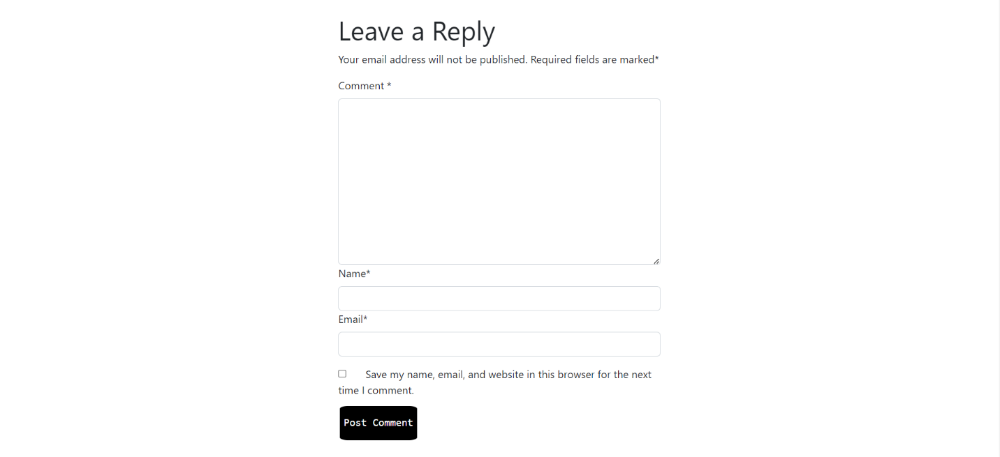 Leave a Reply
Your email address will not be published. Required fields are marked*
Comment *
Name*
Email*
Save my name, email, and website in this browser for the next
time I comment.
Post Comment